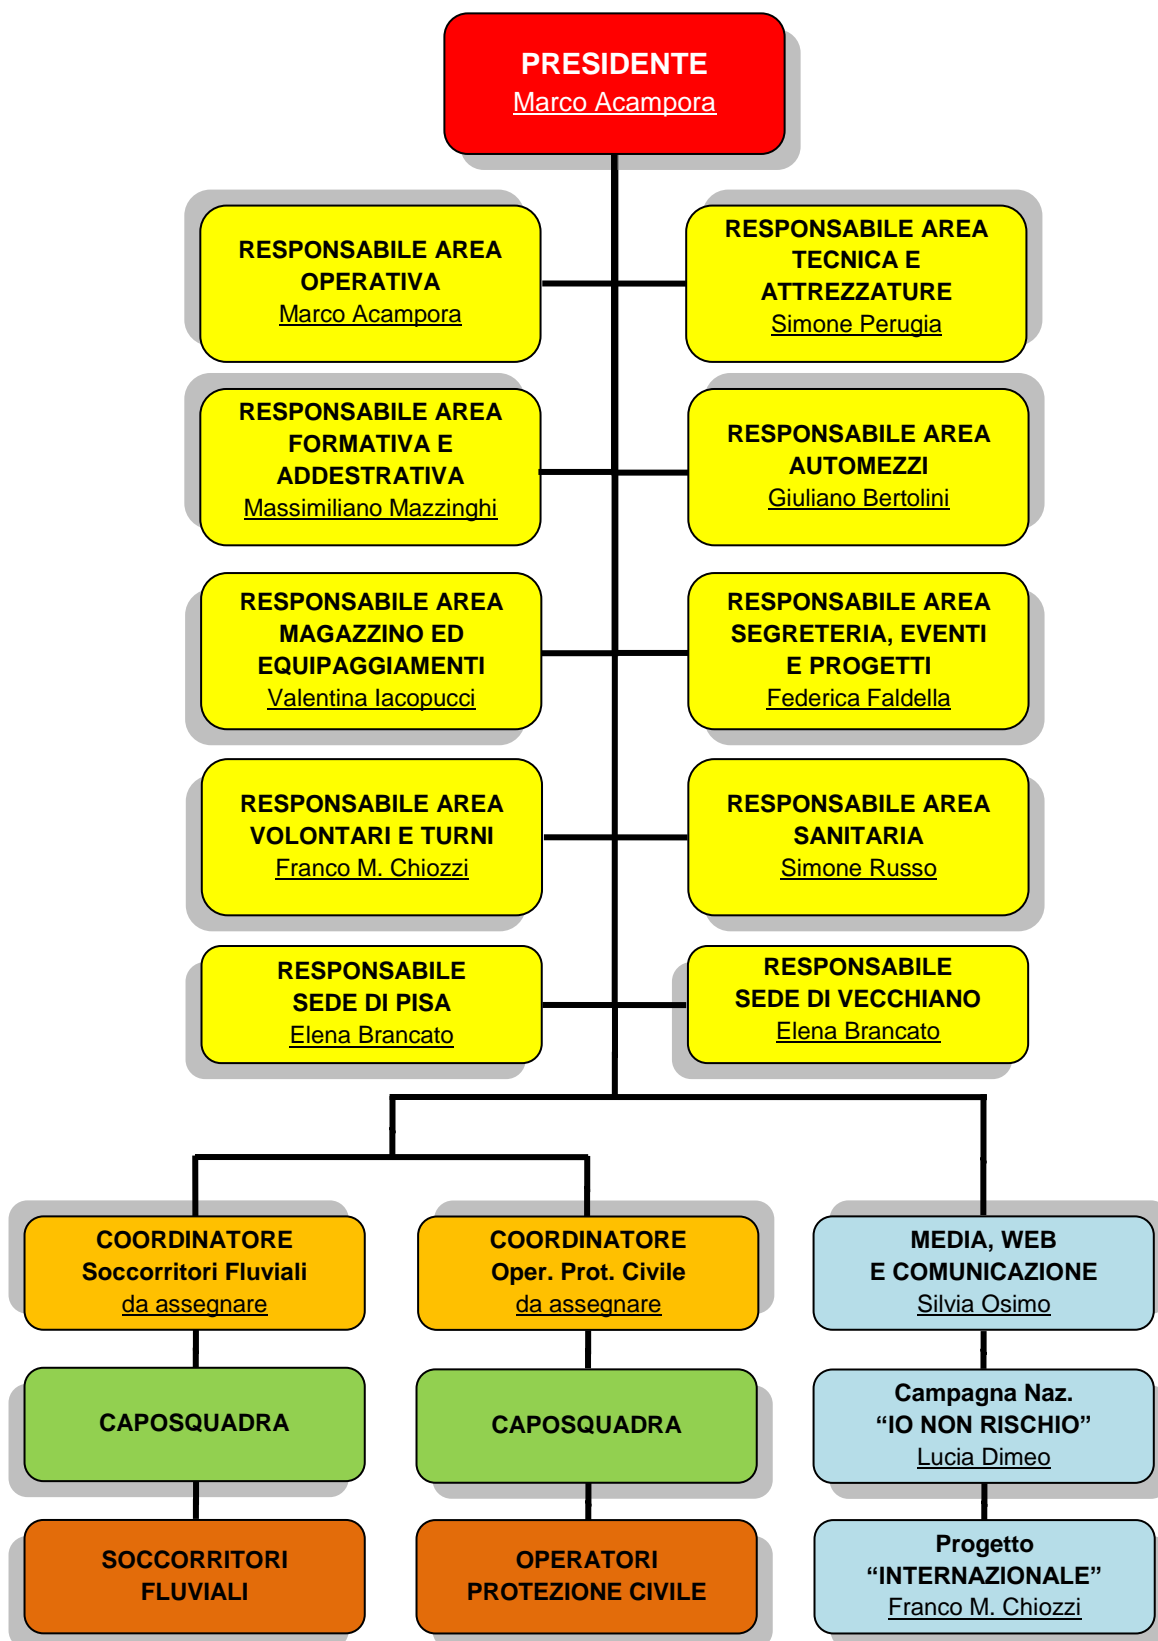 PRESIDENTE
Marco Acampora
RESPONSABILE AREA
OPERATIVA
Marco Acampora
RESPONSABILE AREA
TECNICA E
ATTREZZATURE
Simone Perugia
RESPONSABILE AREA
FORMATIVA E
ADDESTRATIVA
Massimiliano Mazzinghi
RESPONSABILE AREA
AUTOMEZZI
Giuliano Bertolini
RESPONSABILE AREA
MAGAZZINO ED
EQUIPAGGIAMENTI
Valentina Iacopucci
RESPONSABILE AREA
SEGRETERIA, EVENTI
E PROGETTI
Federica Faldella
RESPONSABILE AREA
VOLONTARI E TURNI
Franco M. Chiozzi
RESPONSABILE AREA
SANITARIA
Simone Russo
RESPONSABILE
SEDE DI PISA
Elena Brancato
RESPONSABILE
SEDE DI VECCHIANO
Elena Brancato
COORDINATORE
Soccorritori Fluviali
da assegnare
COORDINATORE
Oper. Prot. Civile
da assegnare
MEDIA, WEB
E COMUNICAZIONE
Silvia Osimo
CAPOSQUADRA
CAPOSQUADRA
Campagna Naz.
“IO NON RISCHIO”
Lucia Dimeo
SOCCORRITORI
FLUVIALI
OPERATORI
PROTEZIONE CIVILE
Progetto
“INTERNAZIONALE”
Franco M. Chiozzi